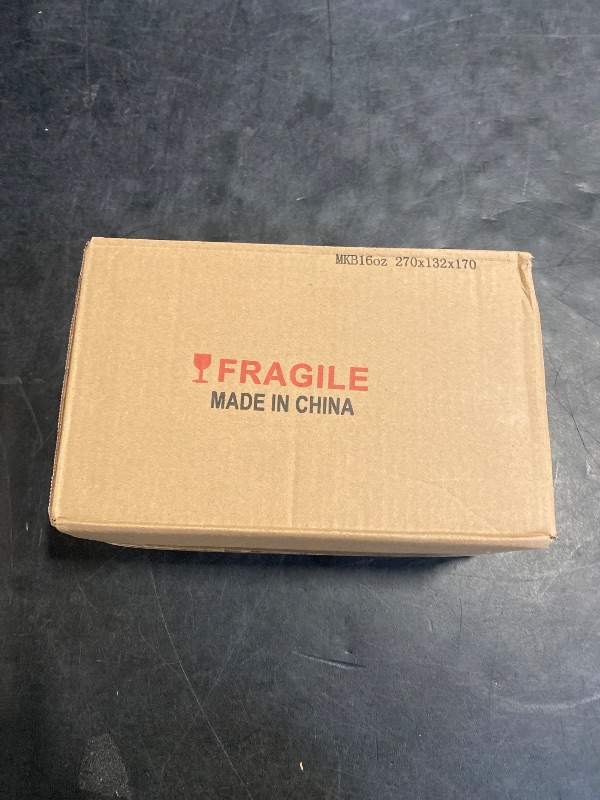 MKB16oz 270x132x170
FRAGILE
MADE IN CHINA